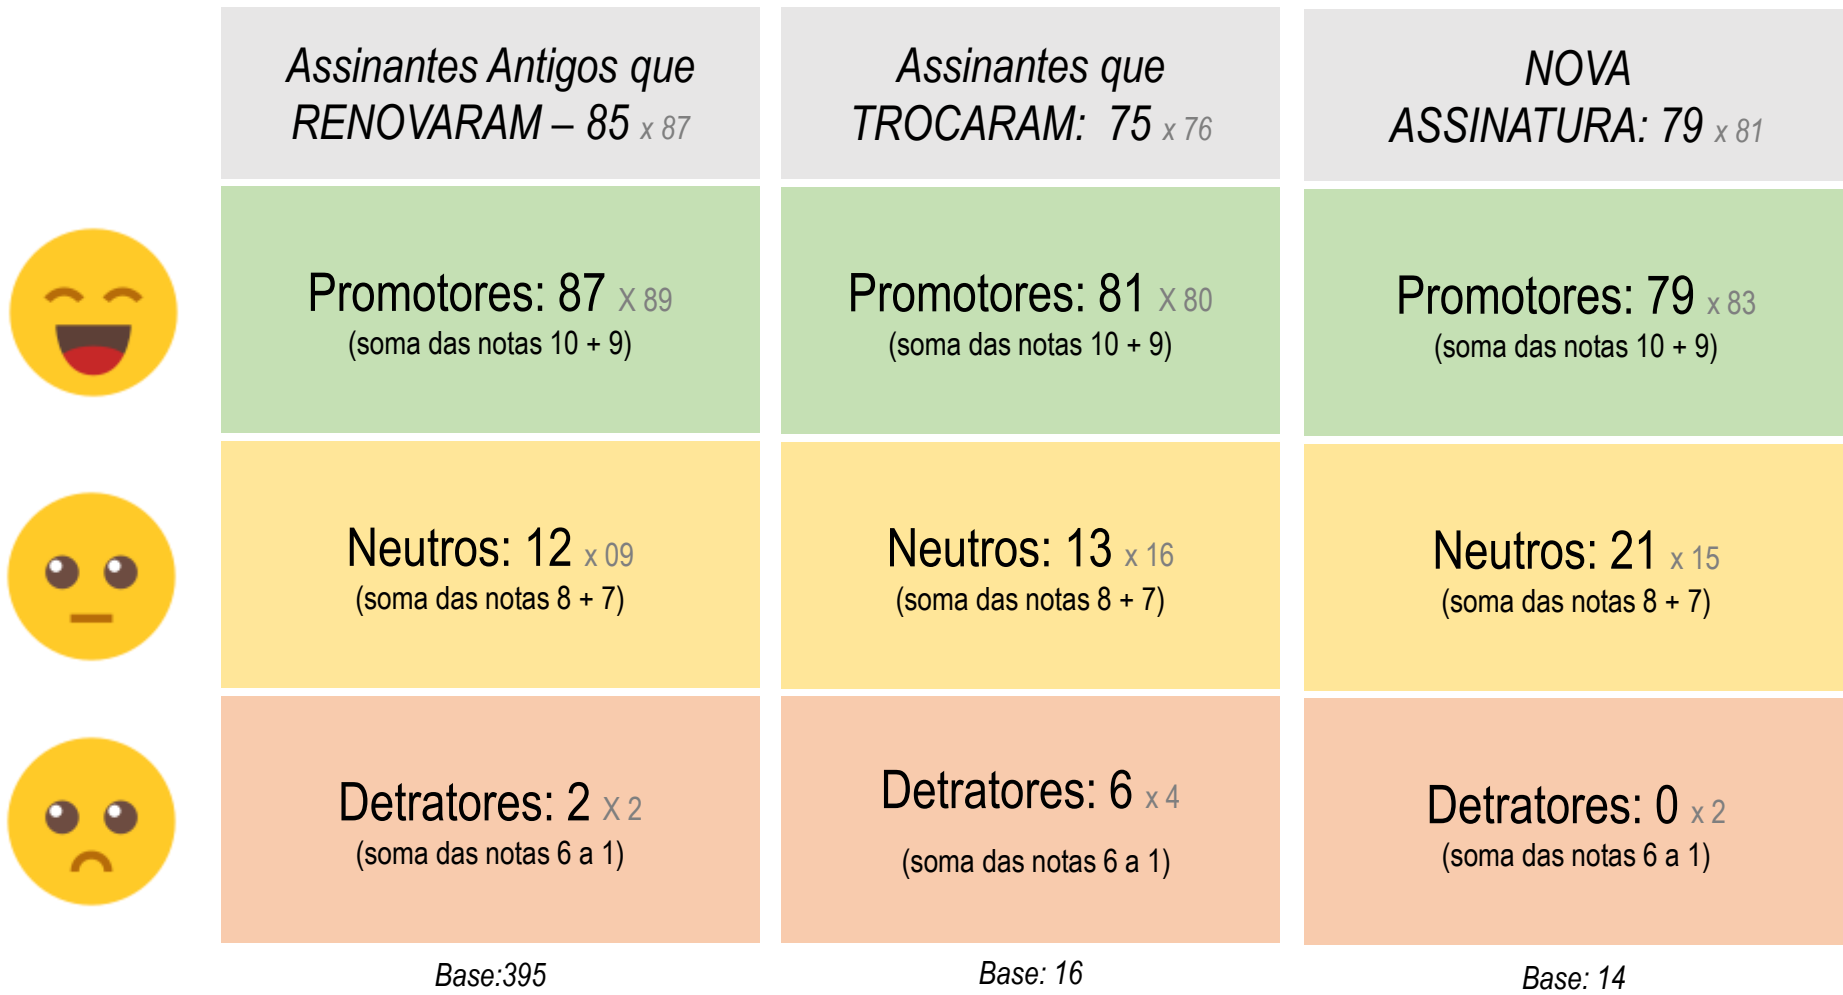 Assinantes Antigos que
RENOVARAM – 85 x 87
Assinantes que
TROCARAM: 75 x 76
NOVA
ASSINATURA: 79 x 81
Promotores: 87 X 89
(soma das notas 10 + 9)
Promotores: 81 X 80
(soma das notas 10 + 9)
Promotores: 79 x 83
(soma das notas 10 + 9)
Neutros: 12 x 09
(soma das notas 8 + 7)
Neutros: 13 x 16
(soma das notas 8 + 7)
Neutros: 21 x 15
(soma das notas 8 + 7)
Detratores: 2 X 2
(soma das notas 6 a 1)
Detratores: 6 x 4
(soma das notas 6 a 1)
Detratores: 0 x 2
(soma das notas 6 a 1)
Base:395
Base: 16
Base: 14